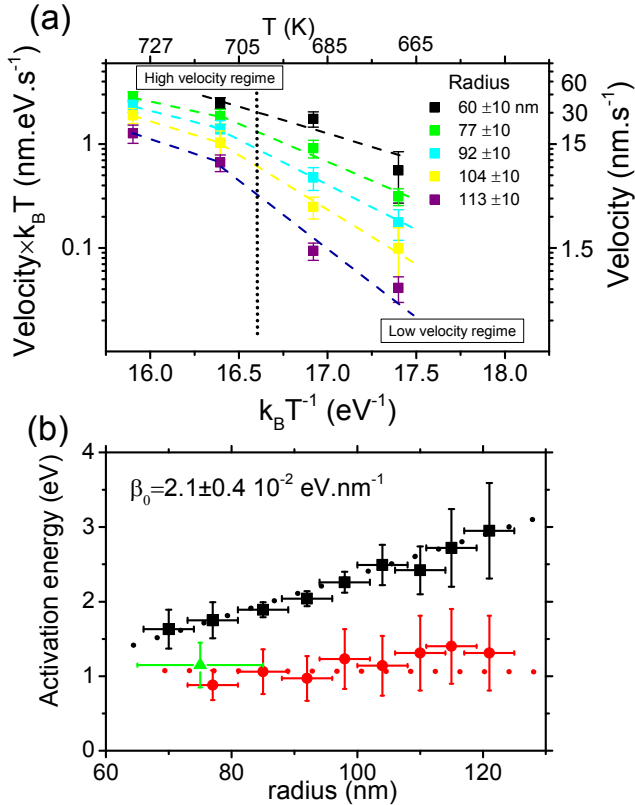 (a)
T (K)
727 705 685 665
High velocity regime
Radius
60 ±10 nm
77 ±10
92 ±10
104 ±10
113 ±10
Low velocity regime
Velocity×k_BT (nm.eV.s⁻¹)
1
0.1
60
30
15
1.5
Velocity (nm.s⁻¹)
16.0 16.5 17.0 17.5 18.0
k_BT⁻¹ (eV⁻¹)
(b)
β₀=2.1±0.4 10⁻² eV.nm⁻¹
Activation energy (eV)
4
3
2
1
0
60 80 100 120
radius (nm)